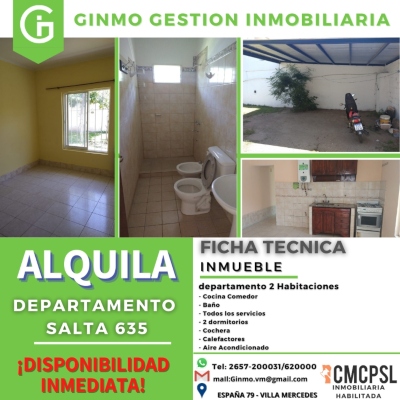 GINMO GESTION INMOBILIARIA
ALQUILA
DEPARTAMENTO
SALTA 635
¡DISPONIBILIDAD
INMEDIATA!
FICHA TECNICA
INMUEBLE
departamento 2 Habitaciones
- Cocina Comedor
- Baño
- Todos los servicios
- 2 dormitorios
- Cochera
- Calefactores
- Aire Acondicionado
Tel: 2657-200031/620000
mail:Ginmo.vm@gmail.com
ESPAÑA 79 - VILLA MERCEDES
CMCPSL
INMOBILIARIA
HABILITADA